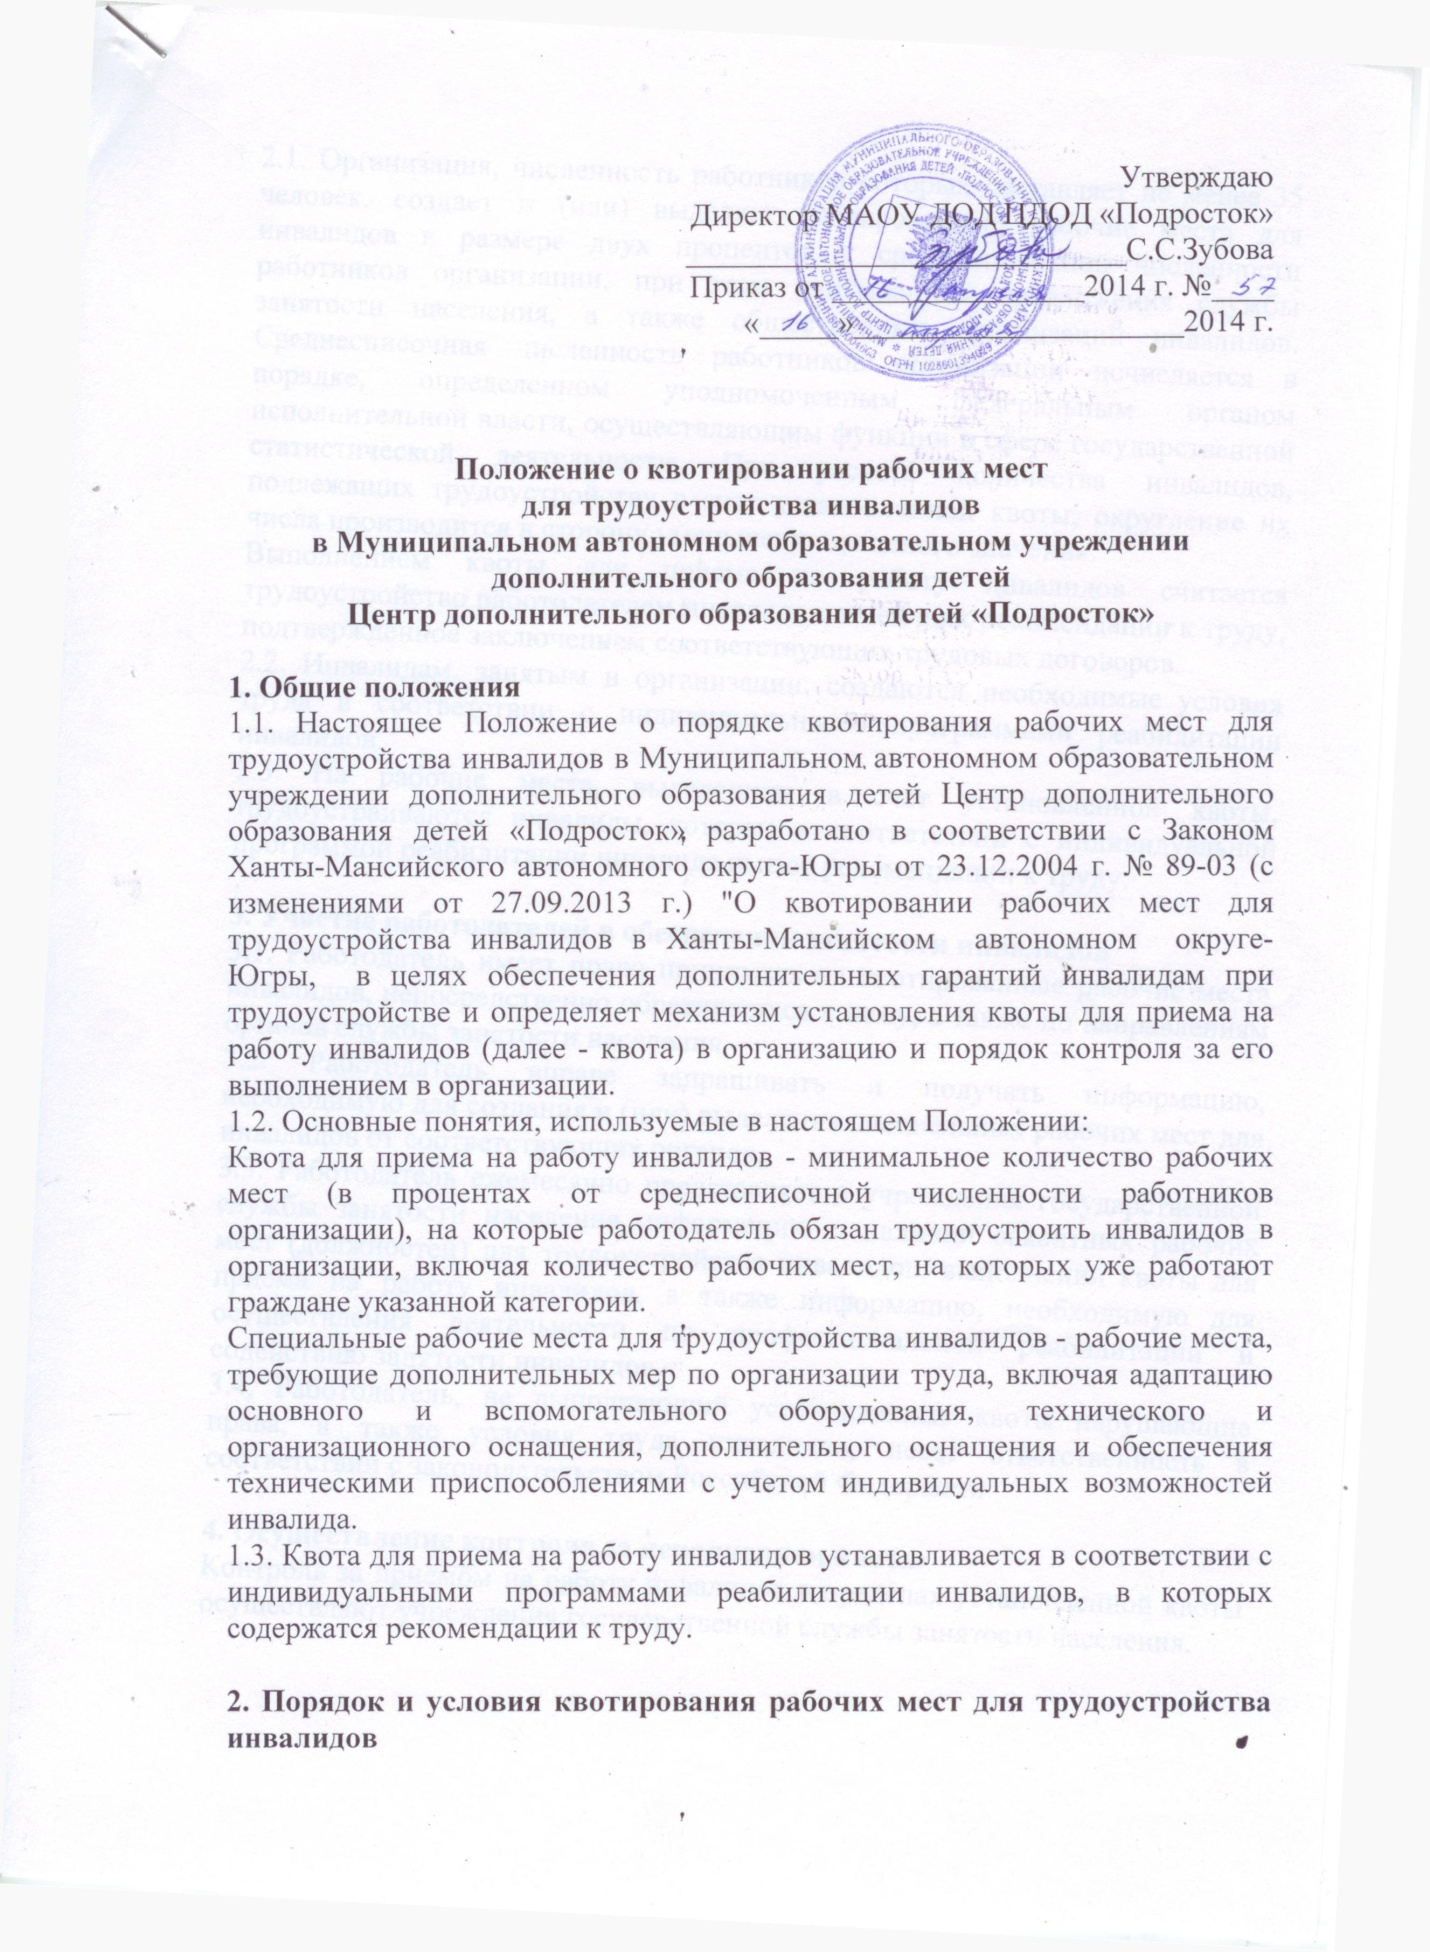 Утверждаю
Директор МАОУ ДОД ЦДОД «Подросток»
С.С.Зубова
Приказ от 16 2014 г. № 57
« 16 » 2014 г.
Положение о квотировании рабочих мест
для трудоустройства инвалидов
в Муниципальном автономном образовательном учреждении
дополнительного образования детей
Центр дополнительного образования детей «Подросток»
1. Общие положения
1.1. Настоящее Положение о порядке квотирования рабочих мест для
трудоустройства инвалидов в Муниципальном автономном образовательном
учреждении дополнительного образования детей Центр дополнительного
образования детей «Подросток», разработано в соответствии с Законом
Ханты-Мансийского автономного округа-Югры от 23.12.2004 г. № 89-03 (с
изменениями от 27.09.2013 г.) "О квотировании рабочих мест для
трудоустройства инвалидов в Ханты-Мансийском автономном округе-
Югры, в целях обеспечения дополнительных гарантий инвалидам при
трудоустройстве и определяет механизм установления квоты для приема на
работу инвалидов (далее - квота) в организацию и порядок контроля за его
выполнением в организации.
1.2. Основные понятия, используемые в настоящем Положении:
Квота для приема на работу инвалидов - минимальное количество рабочих
мест (в процентах от среднесписочной численности работников
организации), на которые работодатель обязан трудоустроить инвалидов в
организации, включая количество рабочих мест, на которых уже работают
граждане указанной категории.
Специальные рабочие места для трудоустройства инвалидов - рабочие места,
требующие дополнительных мер по организации труда, включая адаптацию
основного и вспомогательного оборудования, технического и
организационного оснащения, дополнительного оснащения и обеспечения
техническими приспособлениями с учетом индивидуальных возможностей
инвалида.
1.3. Квота для приема на работу инвалидов устанавливается в соответствии с
индивидуальными программами реабилитации инвалидов, в которых
содержатся рекомендации к труду.
2. Порядок и условия квотирования рабочих мест для трудоустройства
инвалидов